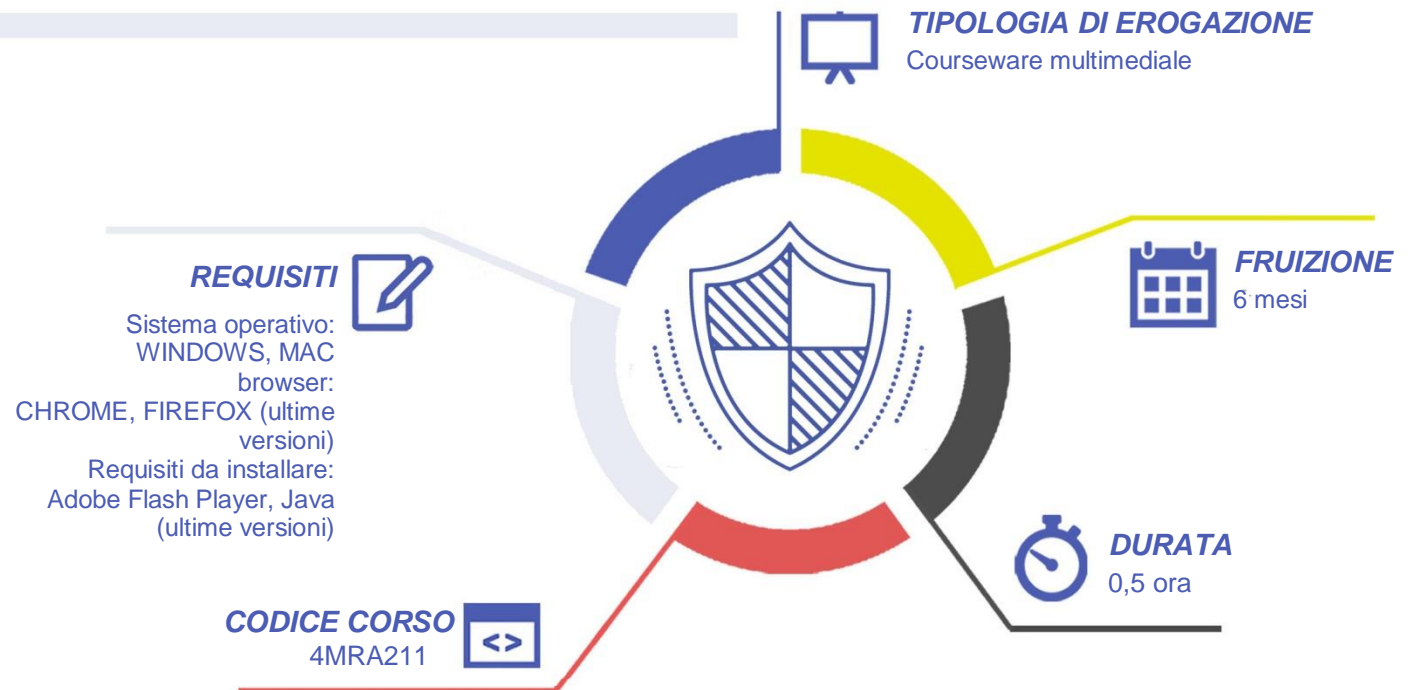 TIPOLOGIA DI EROGAZIONE
Courseware multimediale
REQUISITI
Sistema operativo:
WINDOWS, MAC
browser:
CHROME, FIREFOX (ultime
versioni)
Requisiti da installare:
Adobe Flash Player, Java
(ultime versioni)
FRUIZIONE
6 mesi
DURATA
0,5 ora
CODICE CORSO
<>
4MRA211